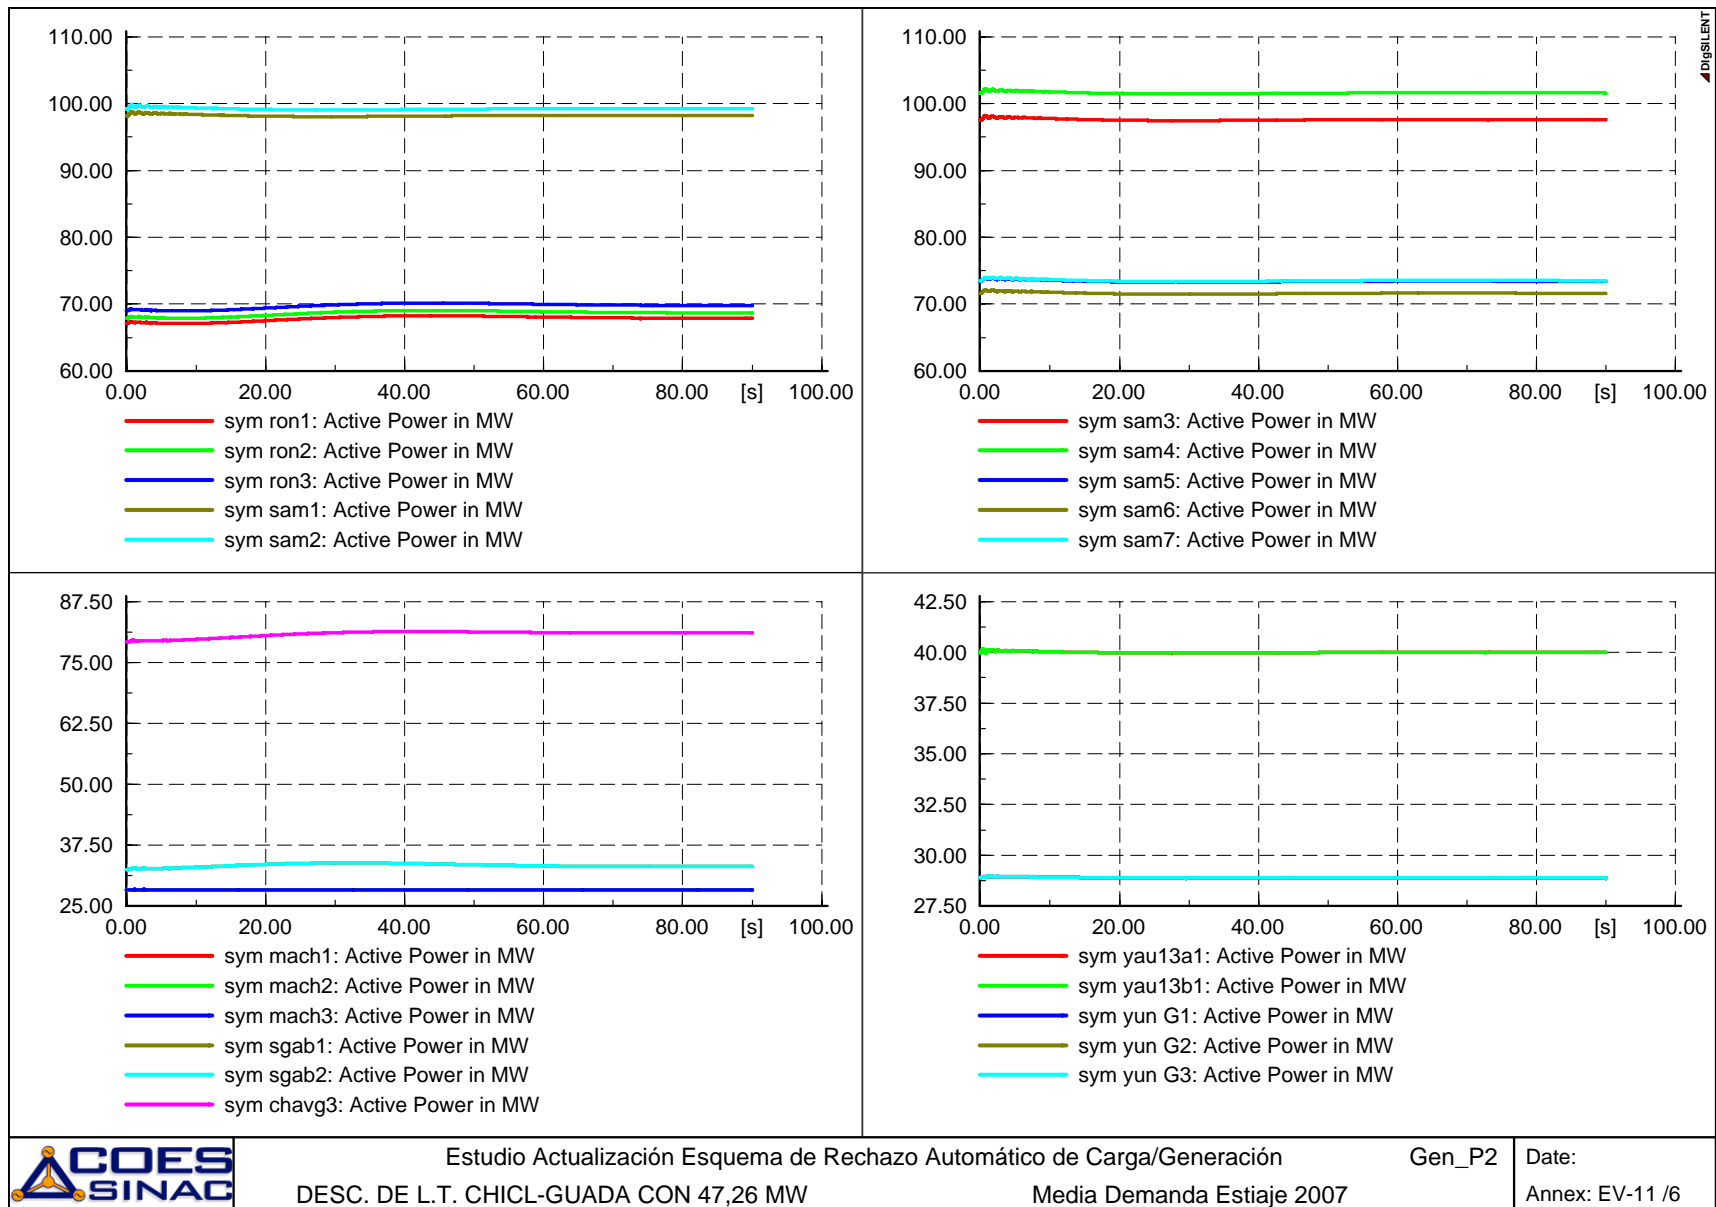 110.00
100.00
90.00
80.00
70.00
60.00
0.00 20.00 40.00 60.00 80.00 [s] 100.00
sym ron1: Active Power in MW
sym ron2: Active Power in MW
sym ron3: Active Power in MW
sym sam1: Active Power in MW
sym sam2: Active Power in MW
110.00
100.00
90.00
80.00
70.00
60.00
0.00 20.00 40.00 60.00 80.00 [s] 100.00
sym sam3: Active Power in MW
sym sam4: Active Power in MW
sym sam5: Active Power in MW
sym sam6: Active Power in MW
sym sam7: Active Power in MW
DIgSILENT
87.50
75.00
62.50
50.00
37.50
25.00
0.00 20.00 40.00 60.00 80.00 [s] 100.00
sym mach1: Active Power in MW
sym mach2: Active Power in MW
sym mach3: Active Power in MW
sym sgab1: Active Power in MW
sym sgab2: Active Power in MW
sym chavg3: Active Power in MW
42.50
40.00
37.50
35.00
32.50
30.00
27.50
0.00 20.00 40.00 60.00 80.00 [s] 100.00
sym yau13a1: Active Power in MW
sym yau13b1: Active Power in MW
sym yun G1: Active Power in MW
sym yun G2: Active Power in MW
sym yun G3: Active Power in MW
COES
SINAC
Estudio Actualización Esquema de Rechazo Automático de Carga/Generación Gen_P2
DESC. DE L.T. CHICL-GUADA CON 47,26 MW Media Demanda Estiaje 2007
Date:
Annex: EV-11 /6